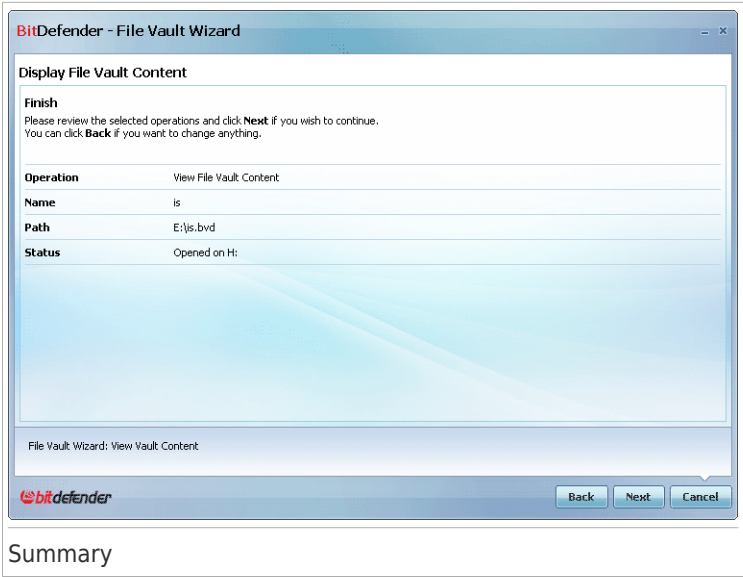 BitDefender - File Vault Wizard
Display File Vault Content
Finish
Please review the selected operations and click Next if you wish to continue.
You can click Back if you want to change anything.
Operation View File Vault Content
Name is
Path E:\is.bvd
Status Opened on H:
File Vault Wizard: View Vault Content
bitdefender
Back Next Cancel
Summary